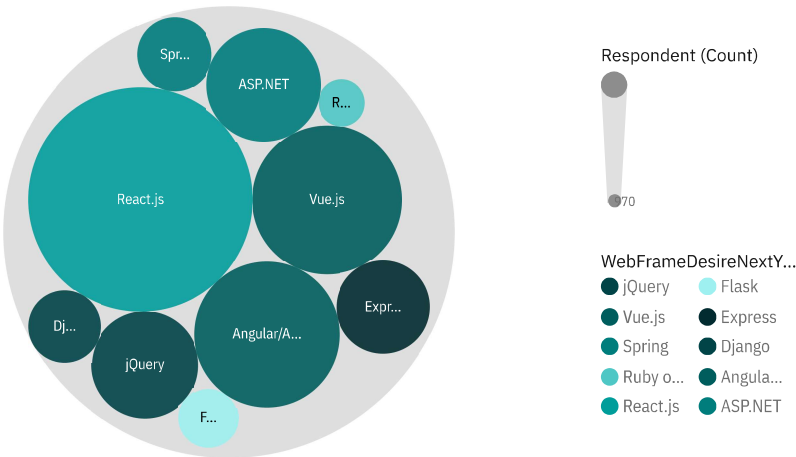 Spr...
ASP.NET
R...
React.js
Vue.js
Expr...
Dj...
Angular/A...
jQuery
F...
Respondent (Count)
970
WebFrameDesireNextY...
jQuery Flask
Vue.js Express
Spring Django
Ruby o... Angula...
React.js ASP.NET